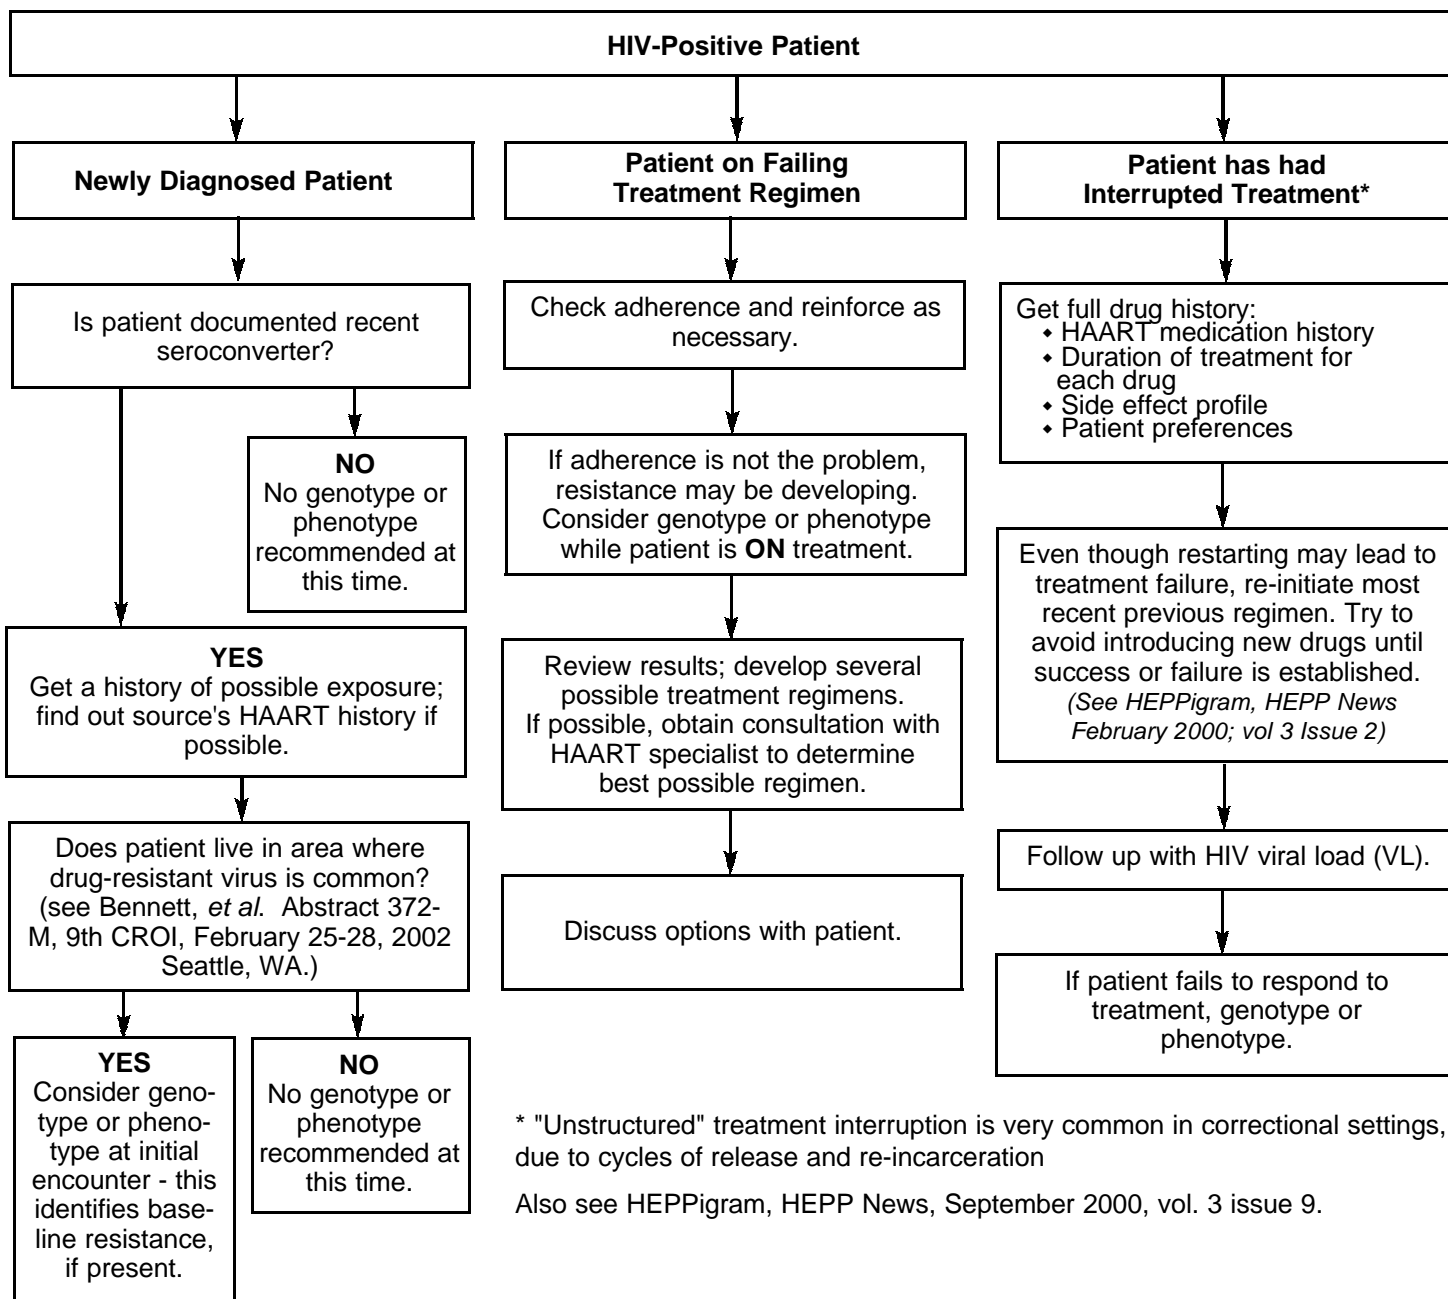 HIV-Positive Patient
Newly Diagnosed Patient
Is patient documented recent
seroconverter?
NO
No genotype or
phenotype
recommended at
this time.
YES
Get a history of possible exposure;
find out source's HAART history if
possible.
Does patient live in area where
drug-resistant virus is common?
(see Bennett, et al.  Abstract 372-
M, 9th CROI, February 25-28, 2002
Seattle, WA.)
YES
Consider geno-
type or pheno-
type at initial
encounter - this
identifies base-
line resistance,
if present.
NO
No genotype or
phenotype
recommended at
this time.
Patient on Failing
Treatment Regimen
Check adherence and reinforce as
necessary.
If adherence is not the problem,
resistance may be developing.
Consider genotype or phenotype
while patient is ON treatment.
Review results; develop several
possible treatment regimens.
If possible, obtain consultation with
HAART specialist to determine
best possible regimen.
Discuss options with patient.
Patient has had
Interrupted Treatment*
Get full drug history:
◆ HAART medication history
◆ Duration of treatment for
each drug
◆ Side effect profile
◆ Patient preferences
Even though restarting may lead to
treatment failure, re-initiate most
recent previous regimen. Try to
avoid introducing new drugs until
success or failure is established.
(See HEPPigram, HEPP News
February 2000; vol 3 Issue 2)
Follow up with HIV viral load (VL).
If patient fails to respond to
treatment, genotype or
phenotype.
* "Unstructured" treatment interruption is very common in correctional settings,
due to cycles of release and re-incarceration
Also see HEPPigram, HEPP News, September 2000, vol. 3 issue 9.